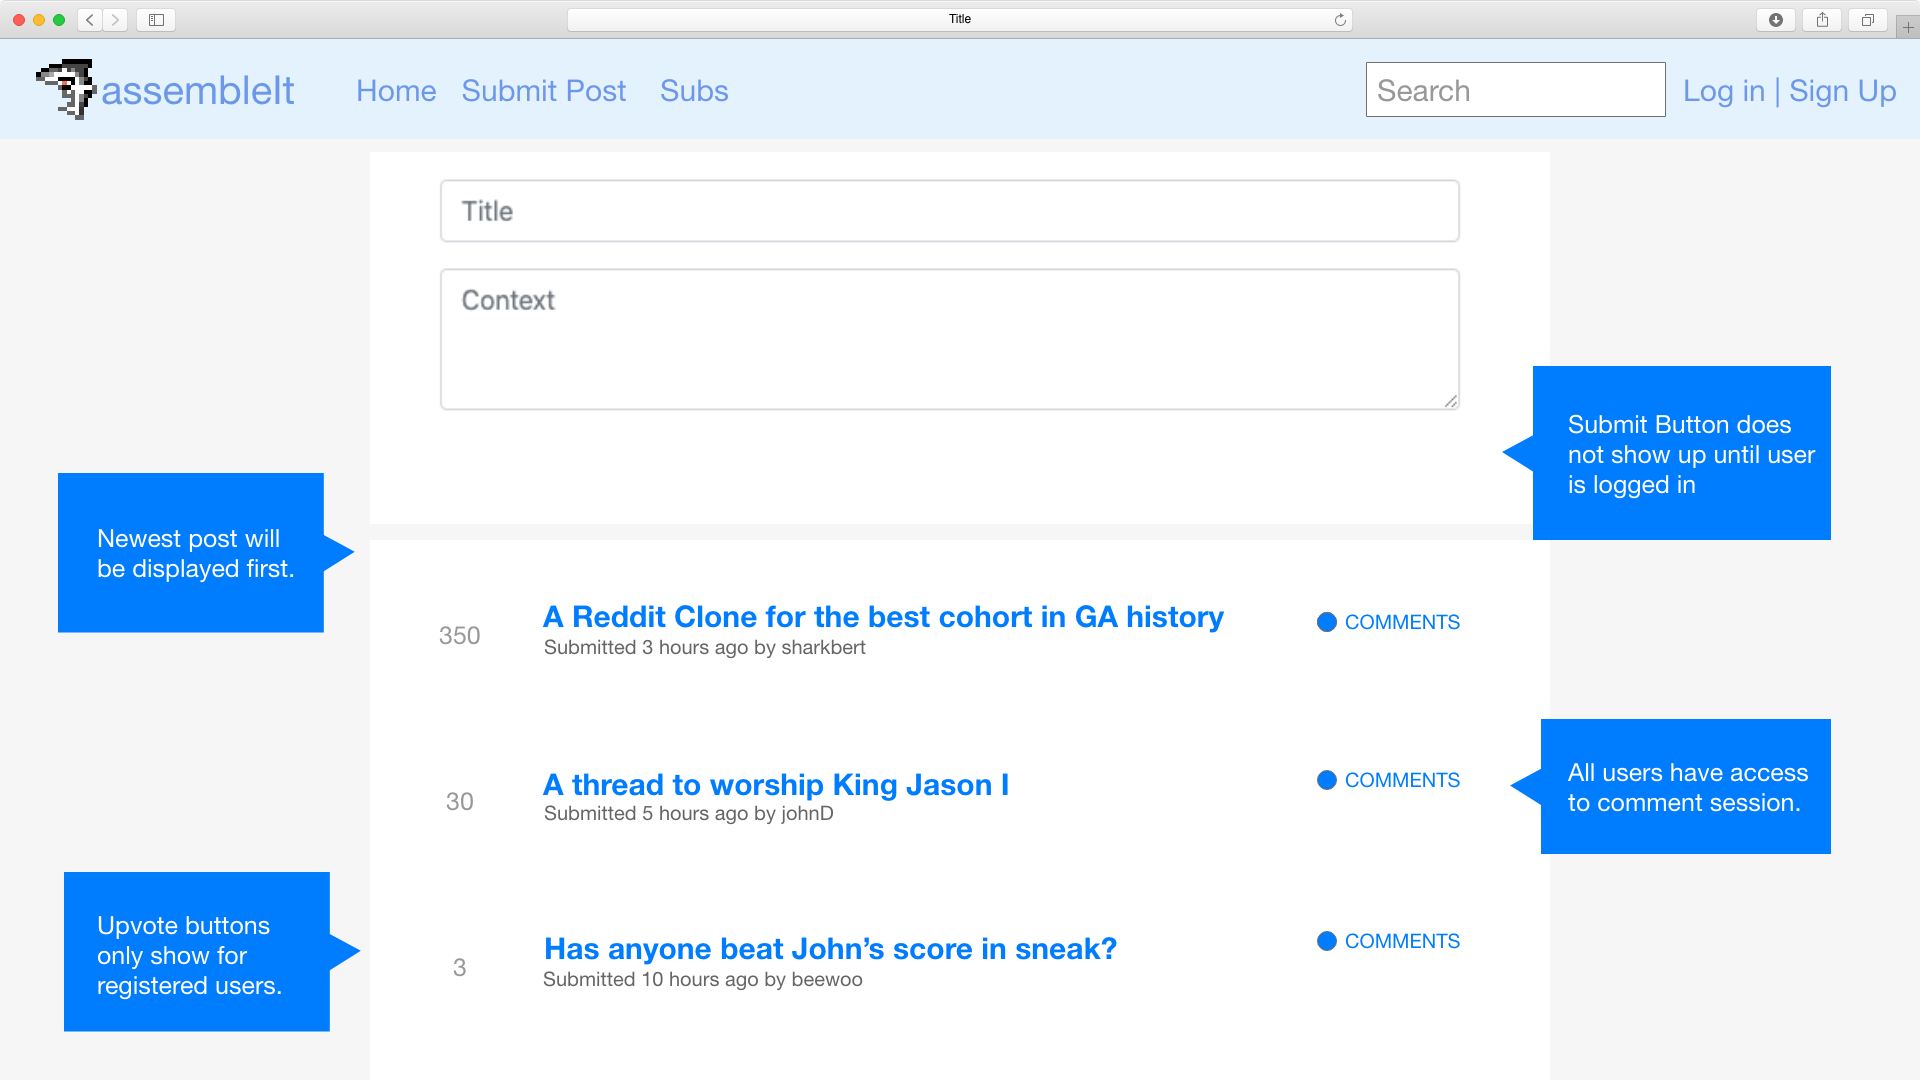 Title
assembleIt
Home
Submit Post
Subs
Search
Log in | Sign Up
Title
Context
Submit Button does
not show up until user
is logged in
Newest post will
be displayed first.
350
A Reddit Clone for the best cohort in GA history
Submitted 3 hours ago by sharkbert
COMMENTS
30
A thread to worship King Jason I
Submitted 5 hours ago by johnD
COMMENTS
All users have access
to comment session.
Upvote buttons
only show for
registered users.
3
Has anyone beat John’s score in sneak?
Submitted 10 hours ago by beewoo
COMMENTS